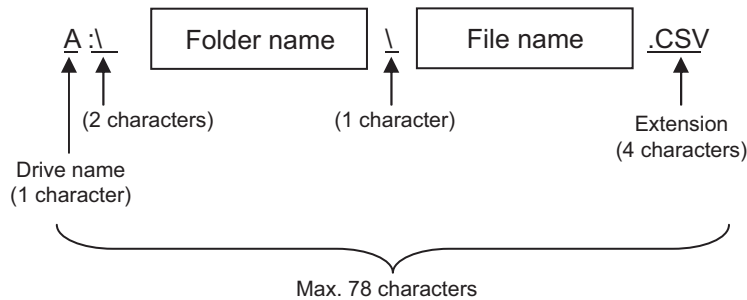 A :\ Folder name \ File name .CSV
(2 characters) (1 character) Extension
(4 characters)
Drive name
(1 character)
Max. 78 characters